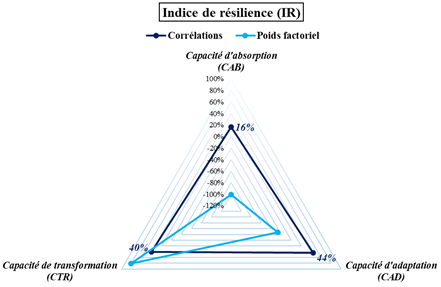 Indice de résilience (IR)
Corrélations Poids factoriel
Capacité d'absorption
(CAB)
100%
80%
60%
40%
20%
0%
-20%
-40%
-60%
-80%
-100%
-120%
16%
40%
44%
Capacité de transformation
(CTR)
Capacité d'adaptation
(CAD)